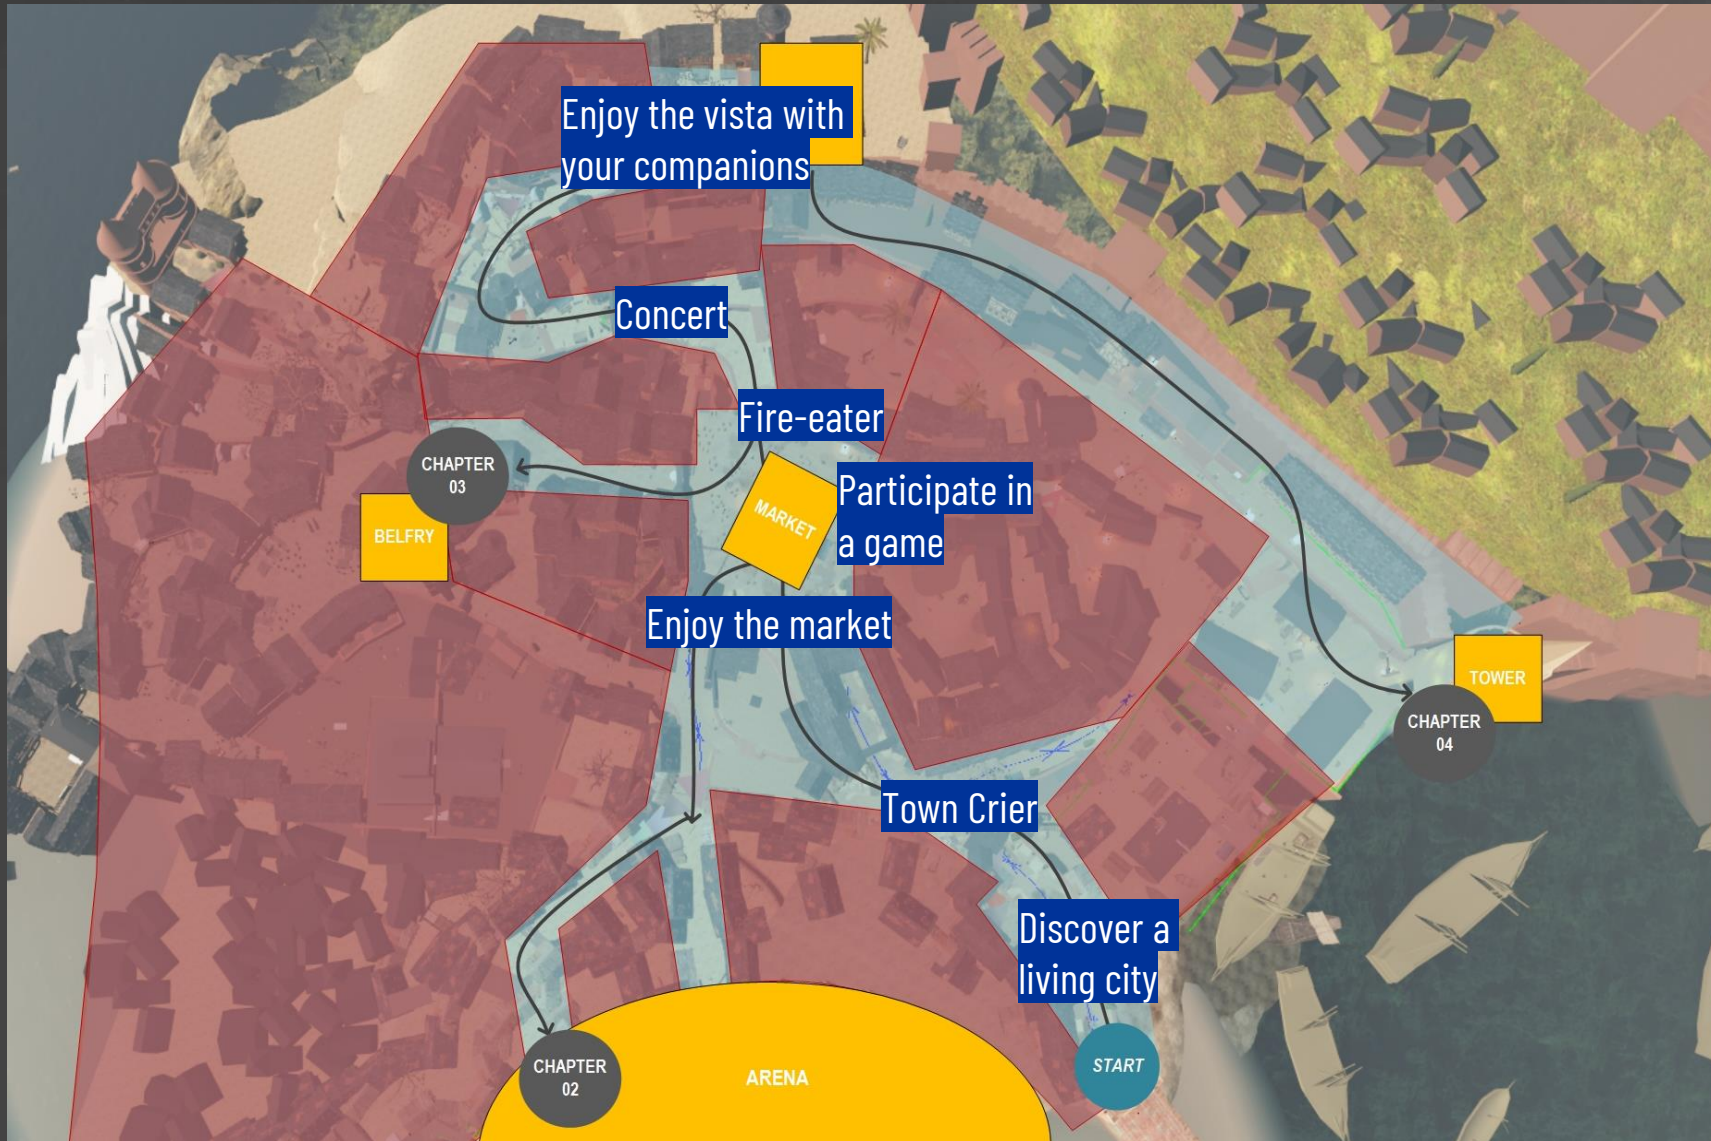 Enjoy the vista with
your companions
Concert
Fire-eater
CHAPTER
03
BELFRY
MARKET
Participate in
a game
Enjoy the market
TOWER
CHAPTER
04
Town Crier
Discover a
living city
START
CHAPTER
02
ARENA